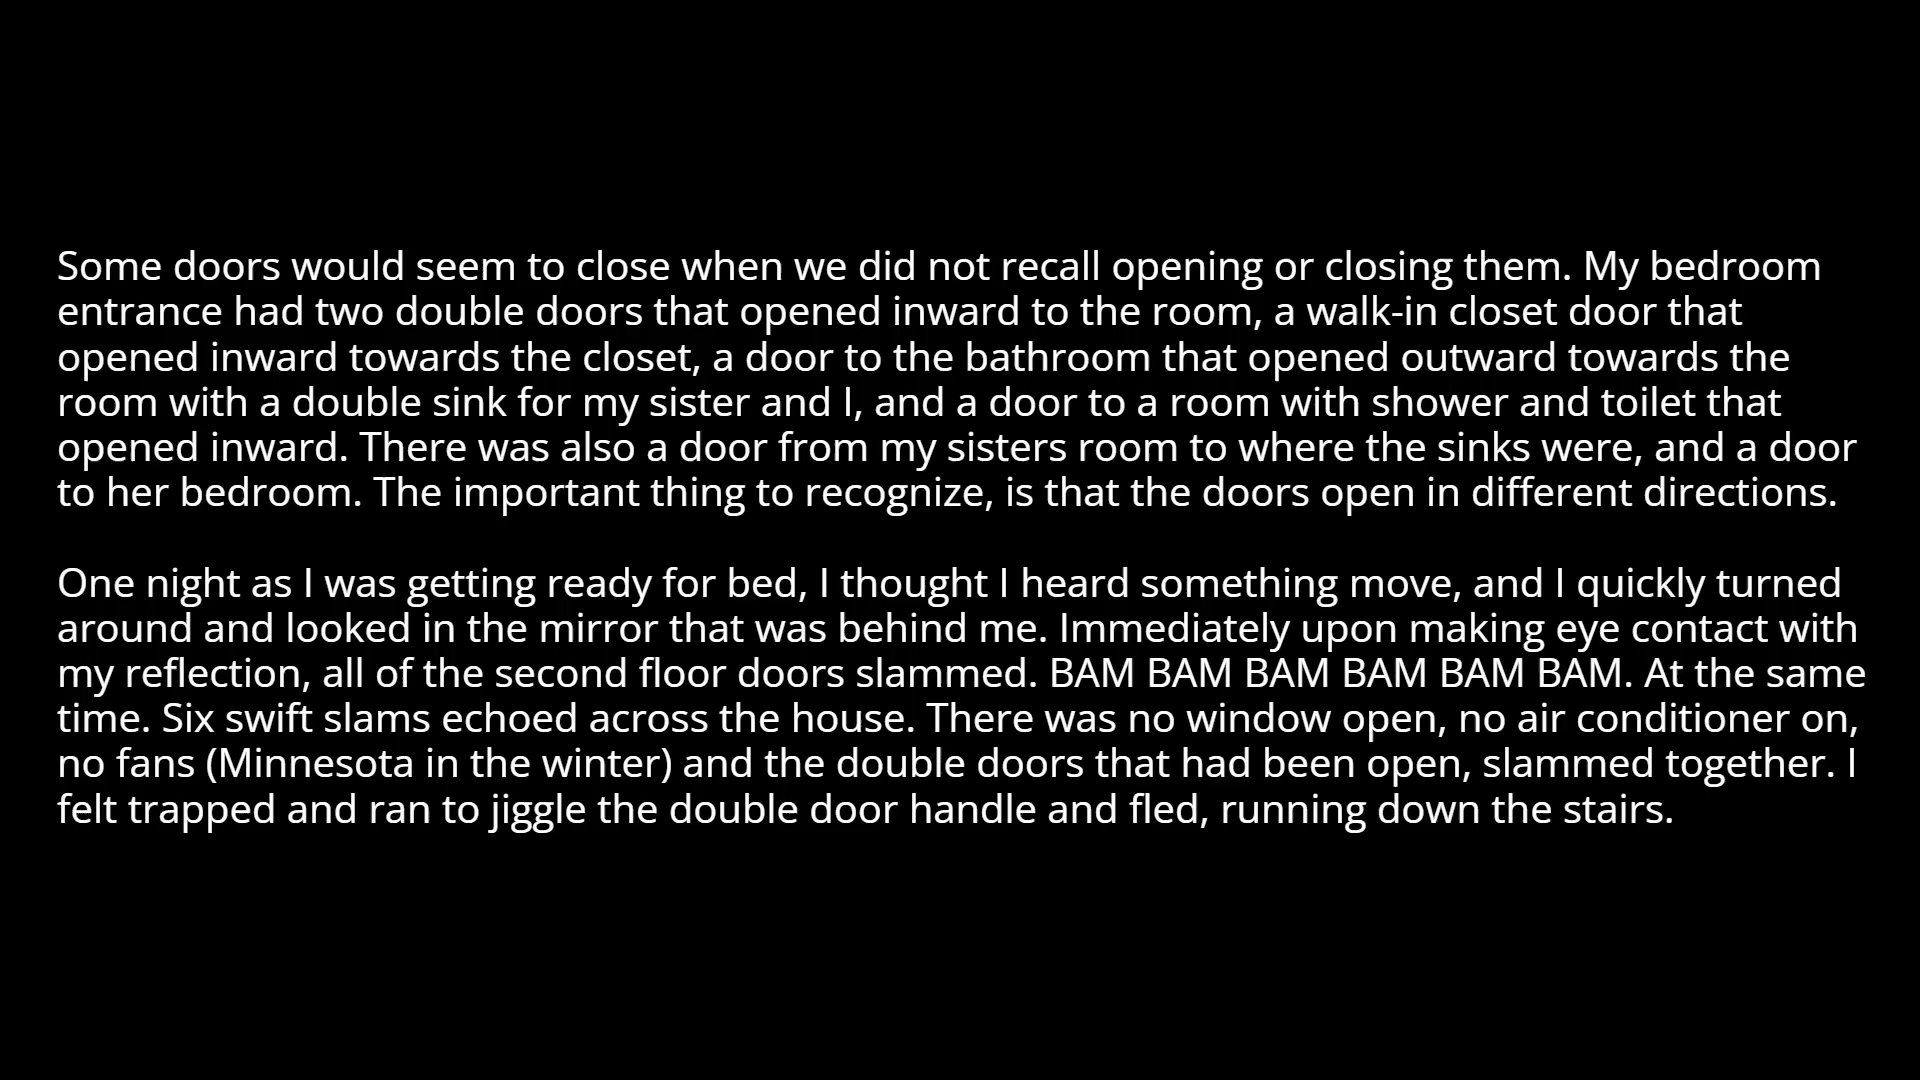 Some doors would seem to close when we did not recall opening or closing them. My bedroom
entrance had two double doors that opened inward to the room, a walk-in closet door that
opened inward towards the closet, a door to the bathroom that opened outward towards the
room with a double sink for my sister and I, and a door to a room with shower and toilet that
opened inward. There was also a door from my sisters room to where the sinks were, and a door
to her bedroom. The important thing to recognize, is that the doors open in different directions.
One night as I was getting ready for bed, I thought I heard something move, and I quickly turned
around and looked in the mirror that was behind me. Immediately upon making eye contact with
my reflection, all of the second floor doors slammed. BAM BAM BAM BAM BAM BAM. At the same
time. Six swift slams echoed across the house. There was no window open, no air conditioner on,
no fans (Minnesota in the winter) and the double doors that had been open, slammed together. I
felt trapped and ran to jiggle the double door handle and fled, running down the stairs.